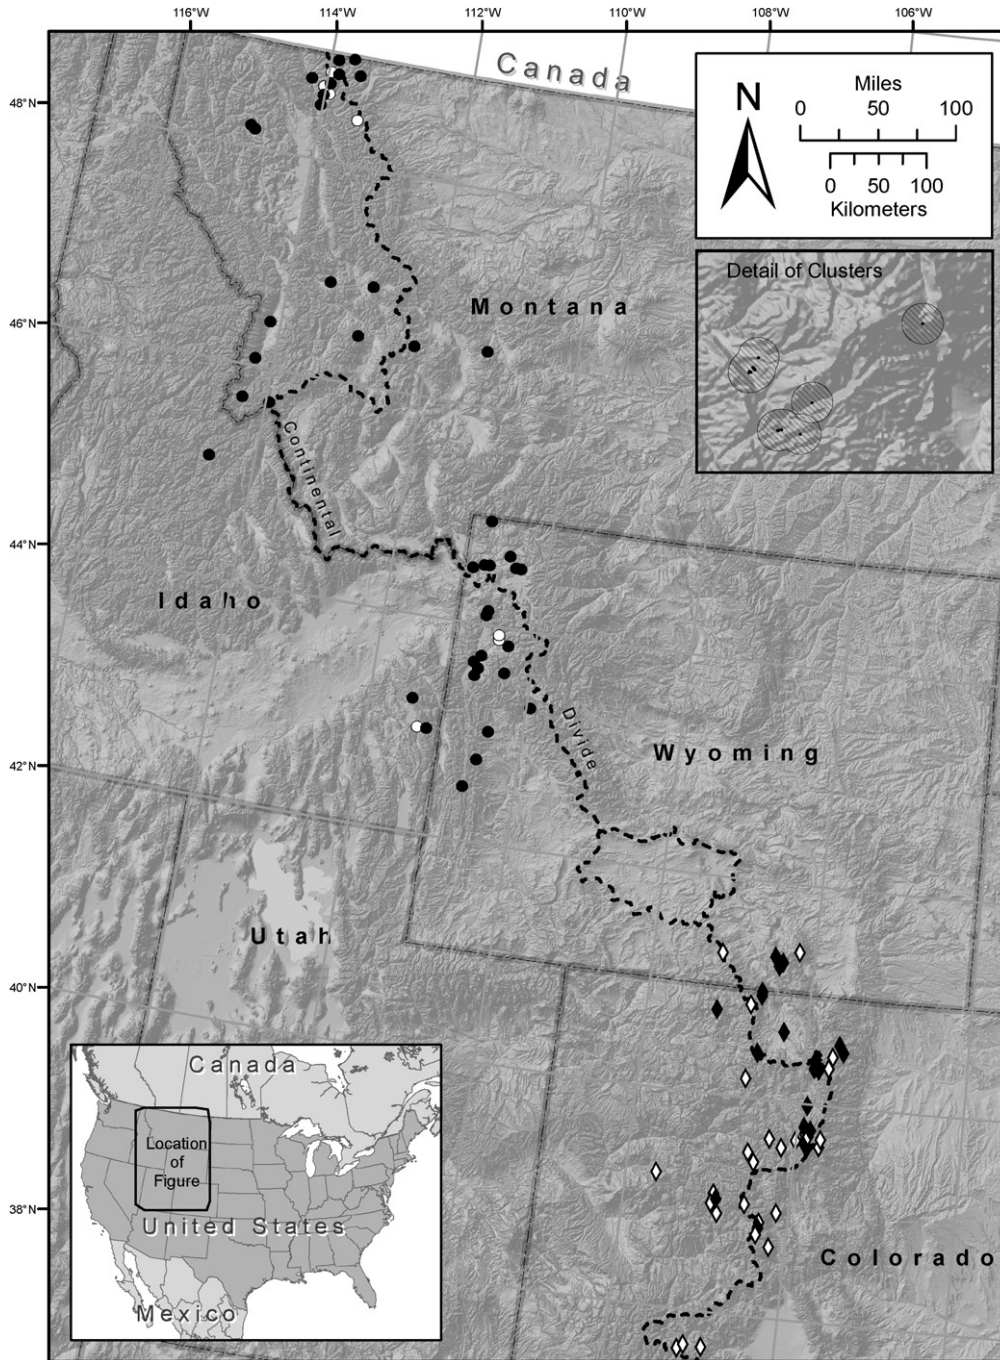 116°W 114°W 112°W 110°W 108°W 106°W
Canada
N
Miles
0 50 100
0 50 100
Kilometers
48°N
Detail of Clusters
Montana
46°N
Continental
44°N
Idaho
Divide
Wyoming
42°N
Utah
40°N
Canada
Location
of
Figure
United States
Mexico
38°N
Colorado